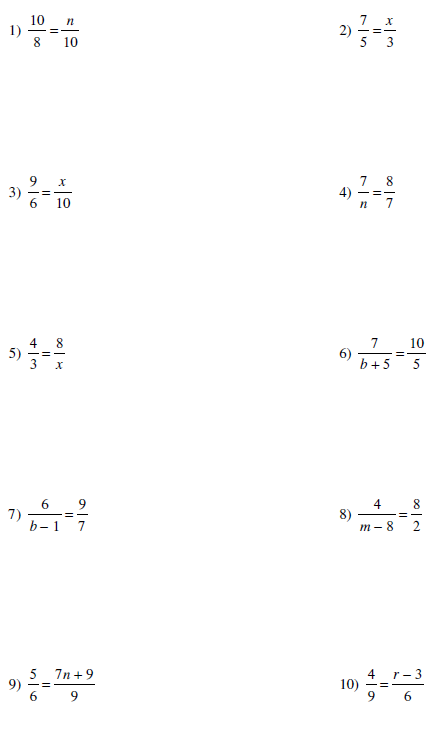 1) 10/8 = n/10
2) 7/5 = x/3
3) 9/6 = x/10
4) 7/n = 8/7
5) 4/3 = 8/x
6) 7/(b + 5) = 10/5
7) 6/(b − 1) = 9/7
8) 4/(m − 8) = 8/2
9) 5/6 = (7n + 9)/9
10) 4/9 = (r − 3)/6